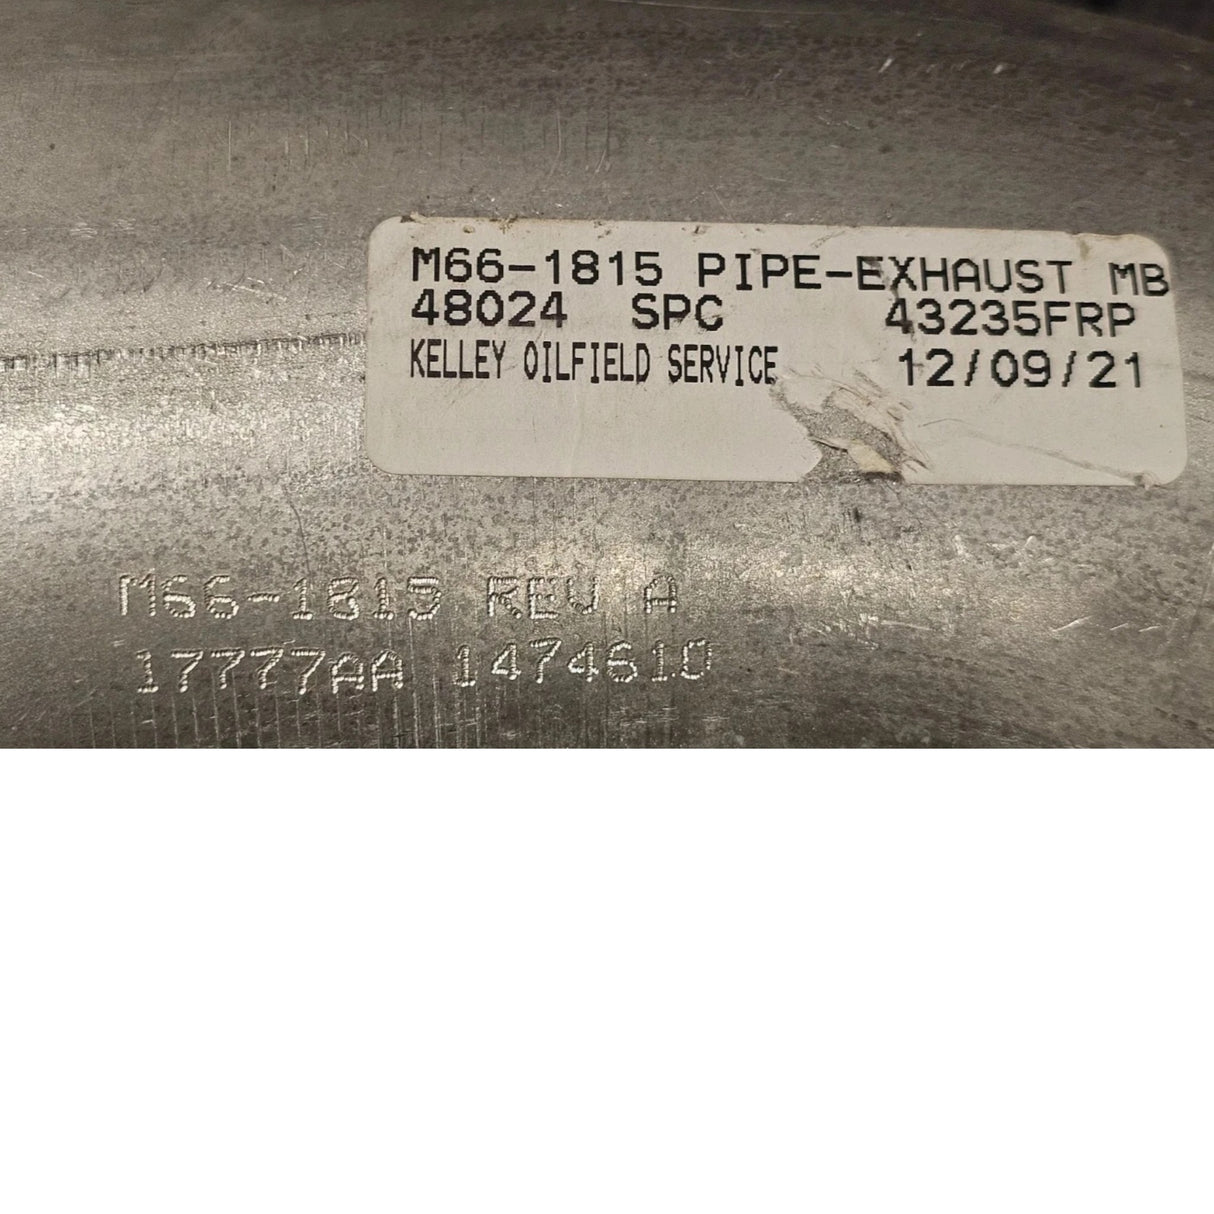 M66-1815 PIPE-EXHAUST MB
48024 SPC 43235FRP
KELLEY OILFIELD SERVICE 12/09/21
M66-1815 REV A
17777AA 1474610